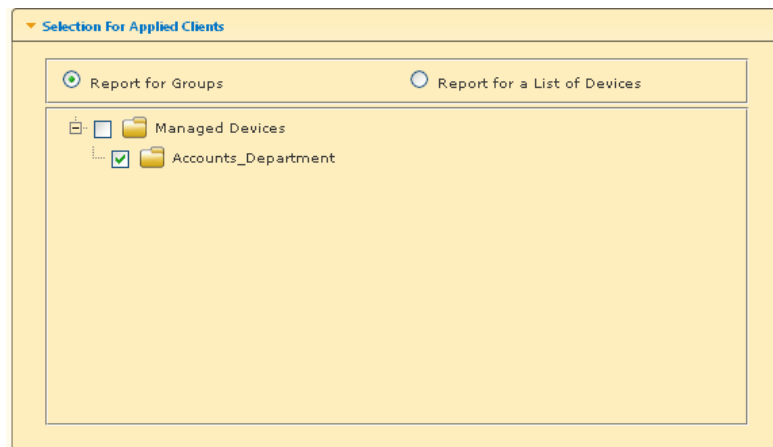 Selection For Applied Clients
Report for Groups Report for a List of Devices
Managed Devices
Accounts_Department